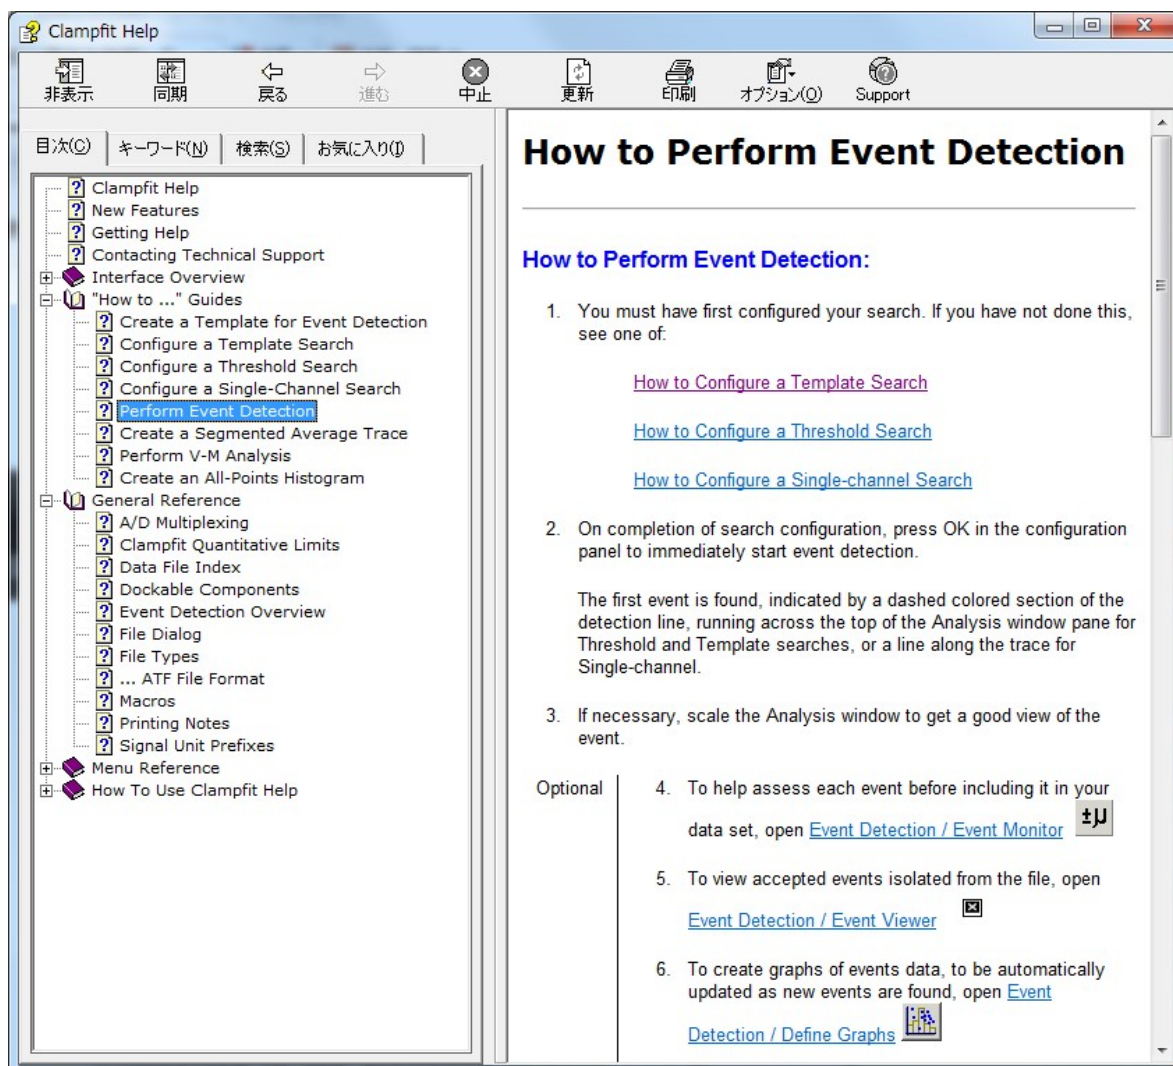 Clampfit Help
非表示
同期
戻る
進む
中止
更新
印刷
オプション(O)
Support
目次(C)
キーワード(N)
検索(S)
お気に入り(I)
Clampfit Help
New Features
Getting Help
Contacting Technical Support
Interface Overview
"How to ..." Guides
Create a Template for Event Detection
Configure a Template Search
Configure a Threshold Search
Configure a Single-Channel Search
Perform Event Detection
Create a Segmented Average Trace
Perform V-M Analysis
Create an All-Points Histogram
General Reference
A/D Multiplexing
Clampfit Quantitative Limits
Data File Index
Dockable Components
Event Detection Overview
File Dialog
File Types
... ATF File Format
Macros
Printing Notes
Signal Unit Prefixes
Menu Reference
How To Use Clampfit Help
How to Perform Event Detection
How to Perform Event Detection:
1. You must have first configured your search. If you have not done this,
see one of:
How to Configure a Template Search
How to Configure a Threshold Search
How to Configure a Single-channel Search
2. On completion of search configuration, press OK in the configuration
panel to immediately start event detection.
The first event is found, indicated by a dashed colored section of the
detection line, running across the top of the Analysis window pane for
Threshold and Template searches, or a line along the trace for
Single-channel.
3. If necessary, scale the Analysis window to get a good view of the
event.
Optional
4. To help assess each event before including it in your
data set, open Event Detection / Event Monitor ±μ
5. To view accepted events isolated from the file, open
Event Detection / Event Viewer
6. To create graphs of events data, to be automatically
updated as new events are found, open Event
Detection / Define Graphs